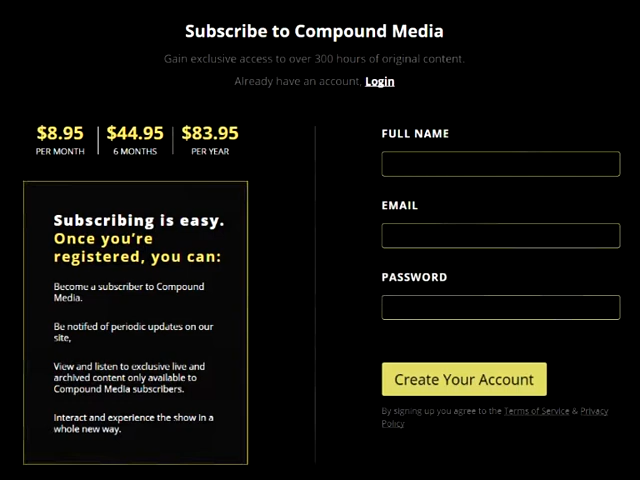 Subscribe to Compound Media
Gain exclusive access to over 300 hours of original content.
Already have an account, Login
$8.95 $44.95 $83.95
PER MONTH 6 MONTHS PER YEAR
Subscribing is easy.
Once you're
registered, you can:
Become a subscriber to Compound
Media.
Be notifed of periodic updates on our
site,
View and listen to exclusive live and
archived content only available to
Compound Media subscribers.
Interact and experience the show in a
whole new way.
FULL NAME
EMAIL
PASSWORD
Create Your Account
By signing up you agree to the Terms of Service & Privacy
Policy